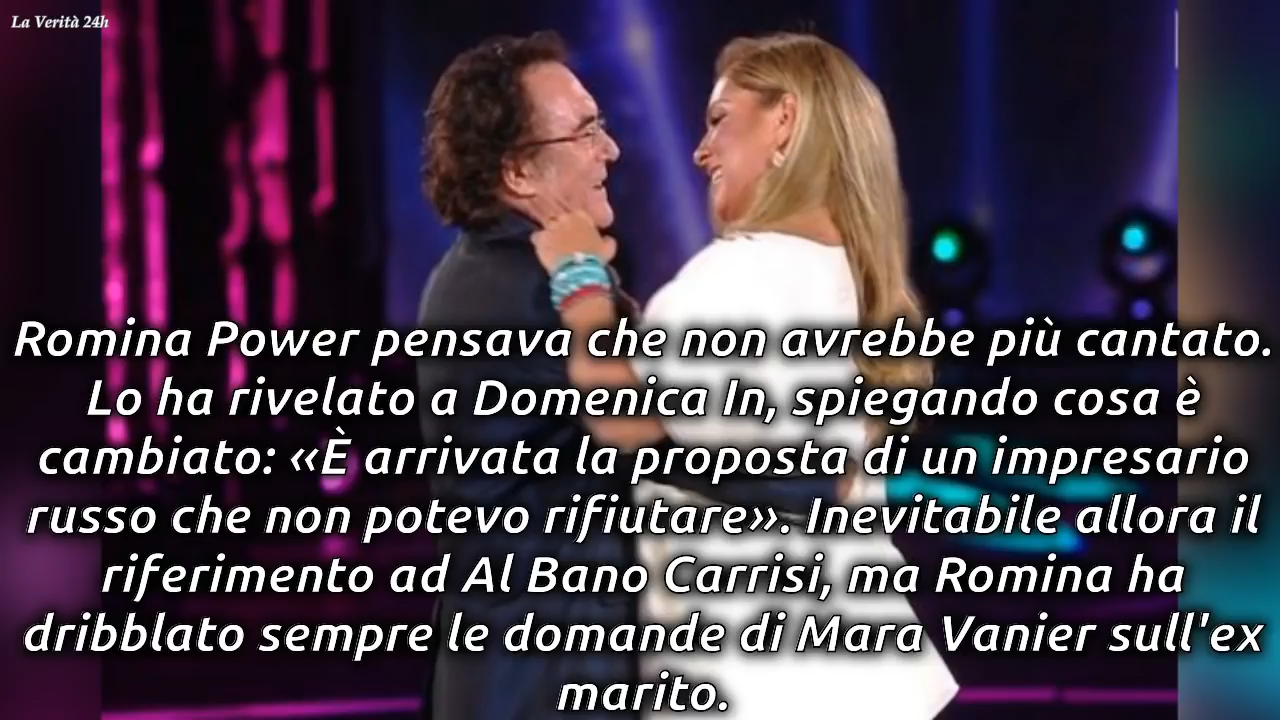 La Verità 24h
Romina Power pensava che non avrebbe più cantato.
Lo ha rivelato a Domenica In, spiegando cosa è
cambiato: «È arrivata la proposta di un impresario
russo che non potevo rifiutare». Inevitabile allora il
riferimento ad Al Bano Carrisi, ma Romina ha
dribblato sempre le domande di Mara Vanier sull'ex
marito.